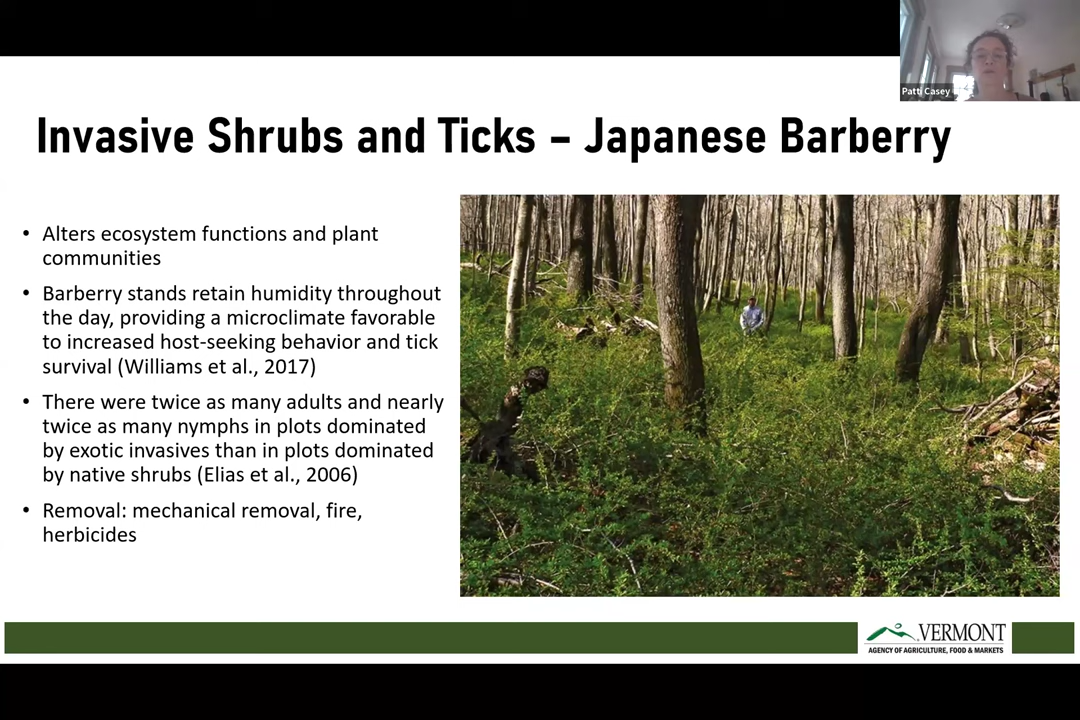 Patti Casey
Invasive Shrubs and Ticks – Japanese Barberry
• Alters ecosystem functions and plant
communities
• Barberry stands retain humidity throughout
the day, providing a microclimate favorable
to increased host-seeking behavior and tick
survival (Williams et al., 2017)
• There were twice as many adults and nearly
twice as many nymphs in plots dominated
by exotic invasives than in plots dominated
by native shrubs (Elias et al., 2006)
• Removal: mechanical removal, fire,
herbicides
VERMONT
AGENCY OF AGRICULTURE, FOOD & MARKETS